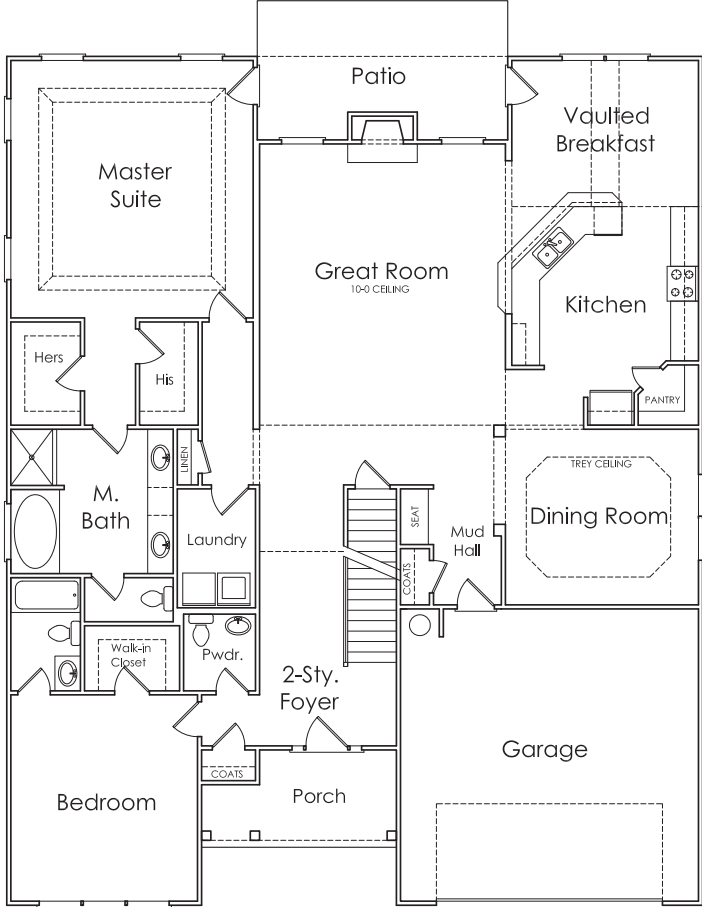 Patio
Vaulted
Breakfast
Master
Suite
Great Room
10-0 CEILING
Kitchen
Hers
His
PANTRY
LINEN
TREY CEILING
M.
Bath
SEAT
Dining Room
Laundry
Mud
Hall
COATS
Walk-in
Closet
Pwdr.
2-Sty.
Foyer
Garage
COATS
Porch
Bedroom